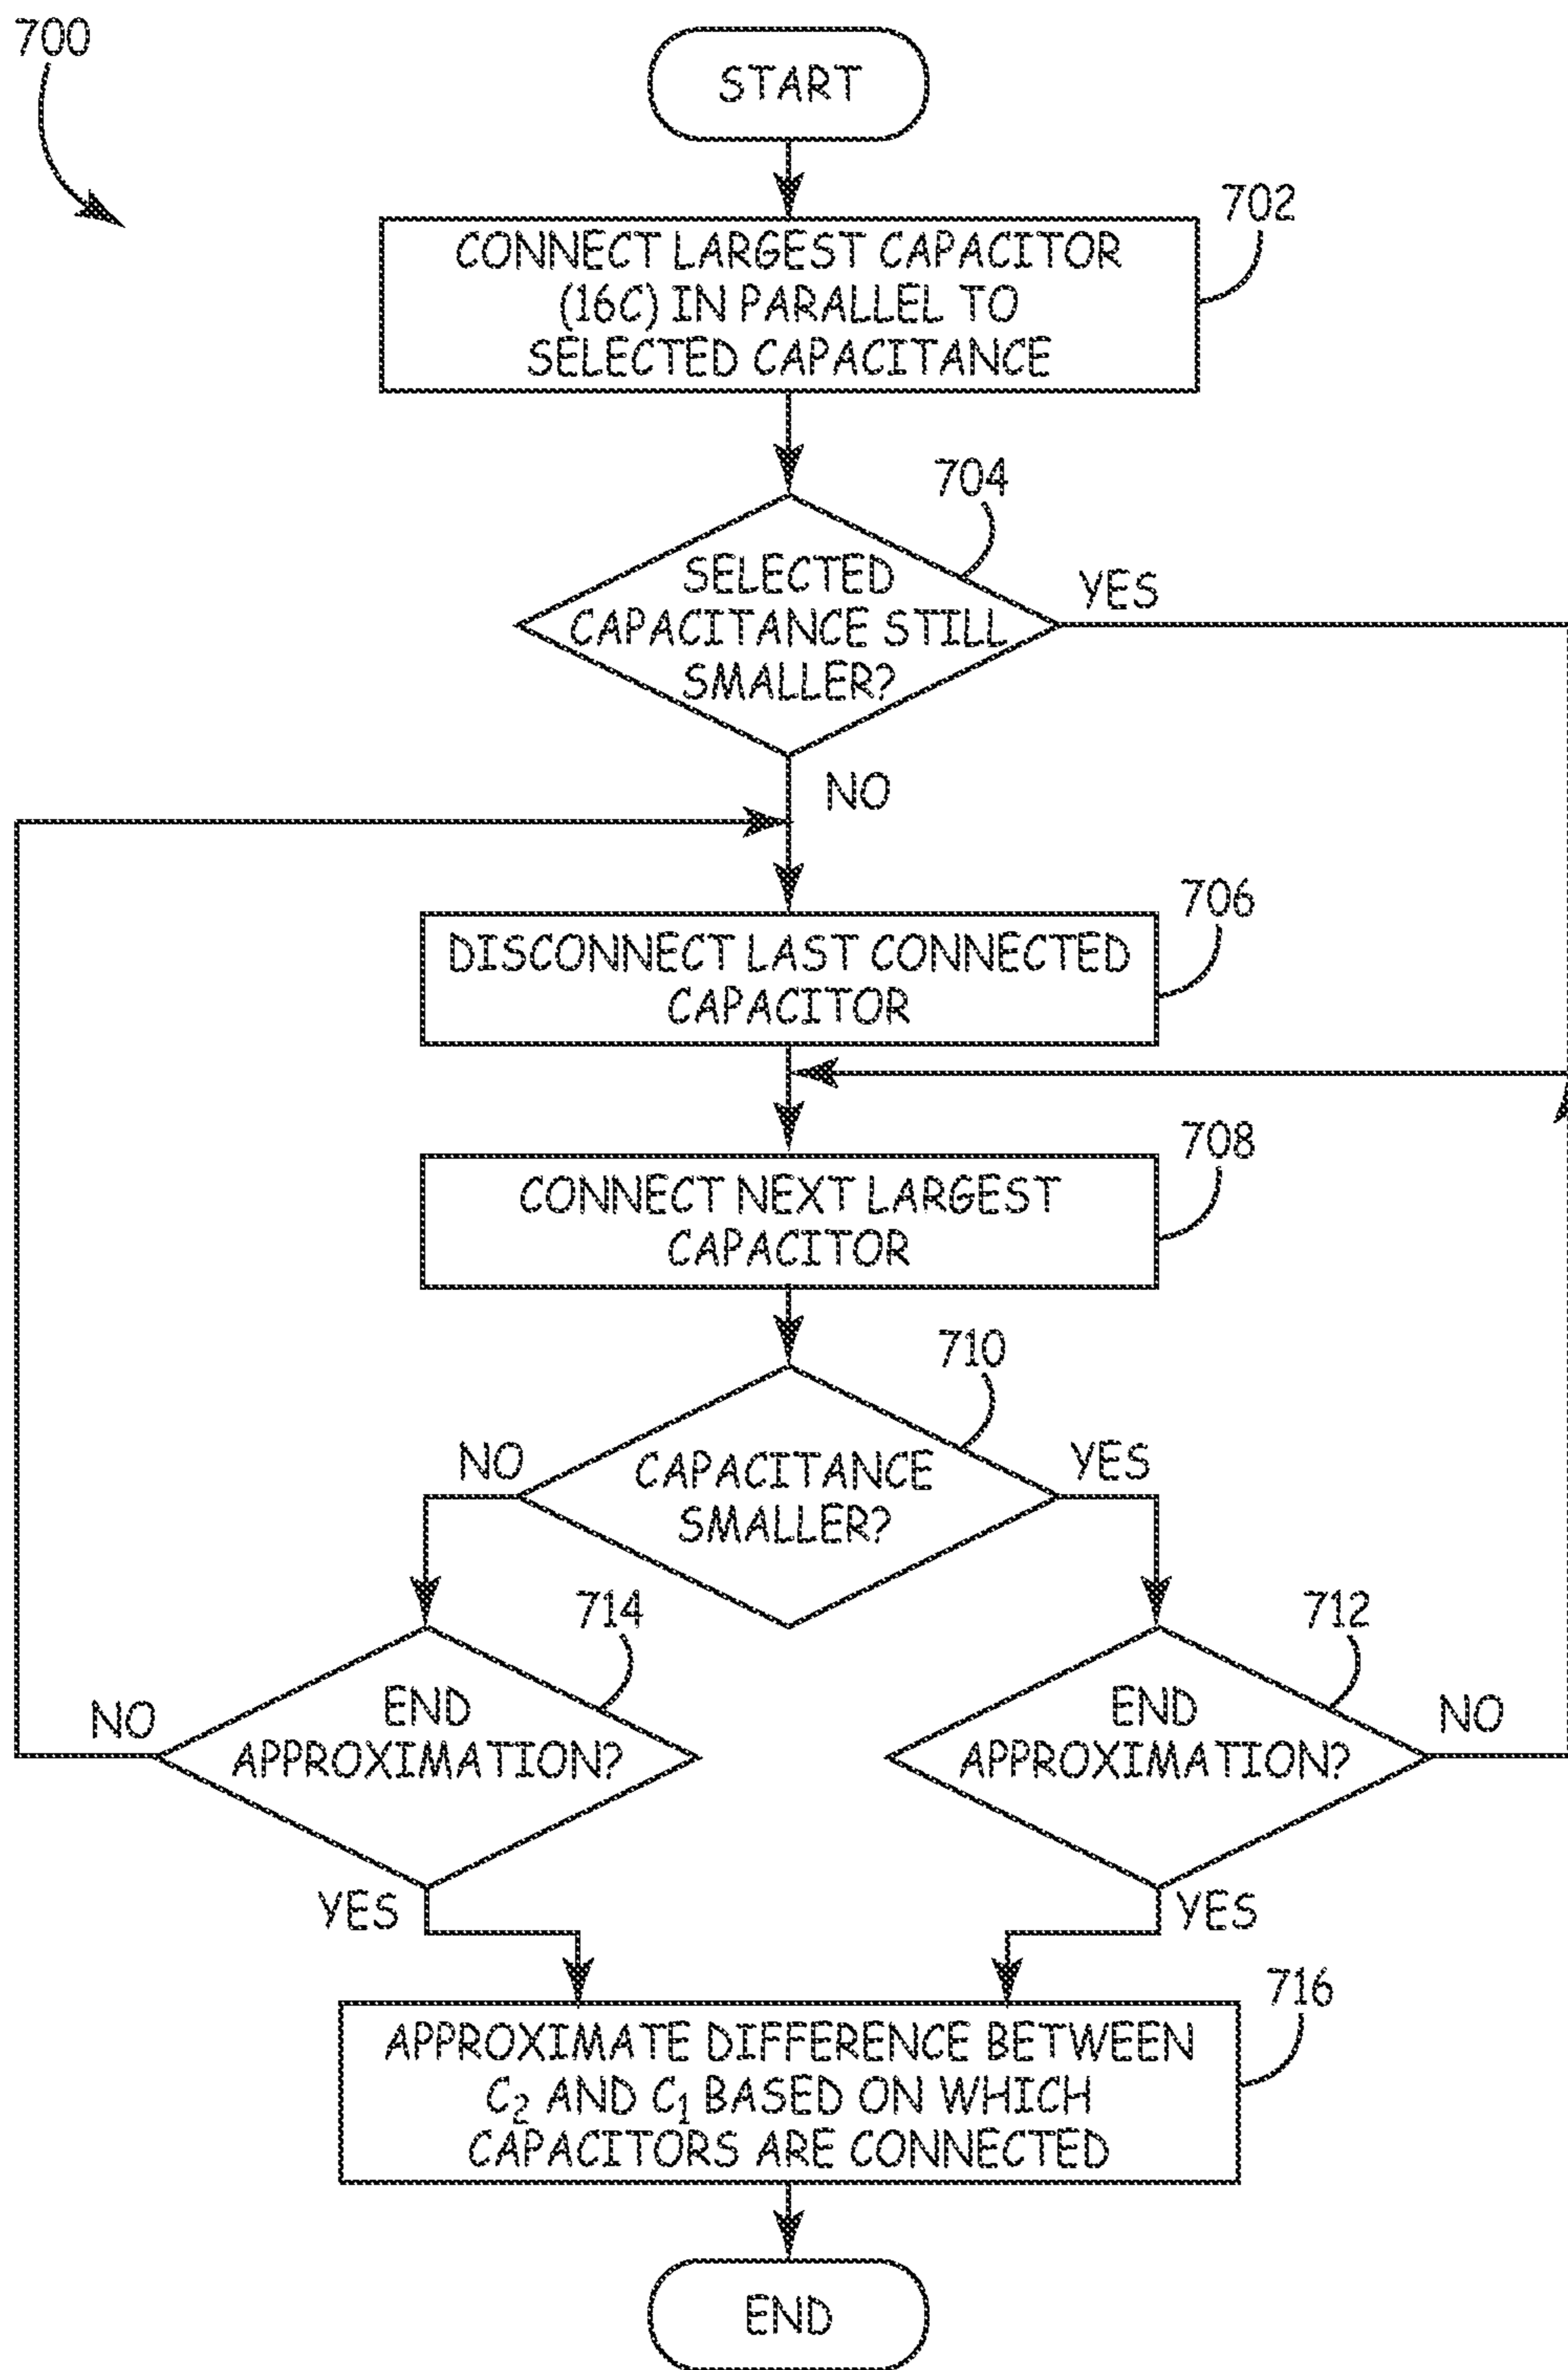 700
START
702
CONNECT LARGEST CAPACITOR
(16C) IN PARALLEL TO
SELECTED CAPACITANCE
704
SELECTED
CAPACITANCE STILL
SMALLER?
YES
NO
706
DISCONNECT LAST CONNECTED
CAPACITOR
708
CONNECT NEXT LARGEST
CAPACITOR
710
CAPACITANCE
SMALLER?
NO
YES
714
END
APPROXIMATION?
NO
YES
712
END
APPROXIMATION?
NO
YES
716
APPROXIMATE DIFFERENCE BETWEEN
C₂ AND C₁ BASED ON WHICH
CAPACITORS ARE CONNECTED
END